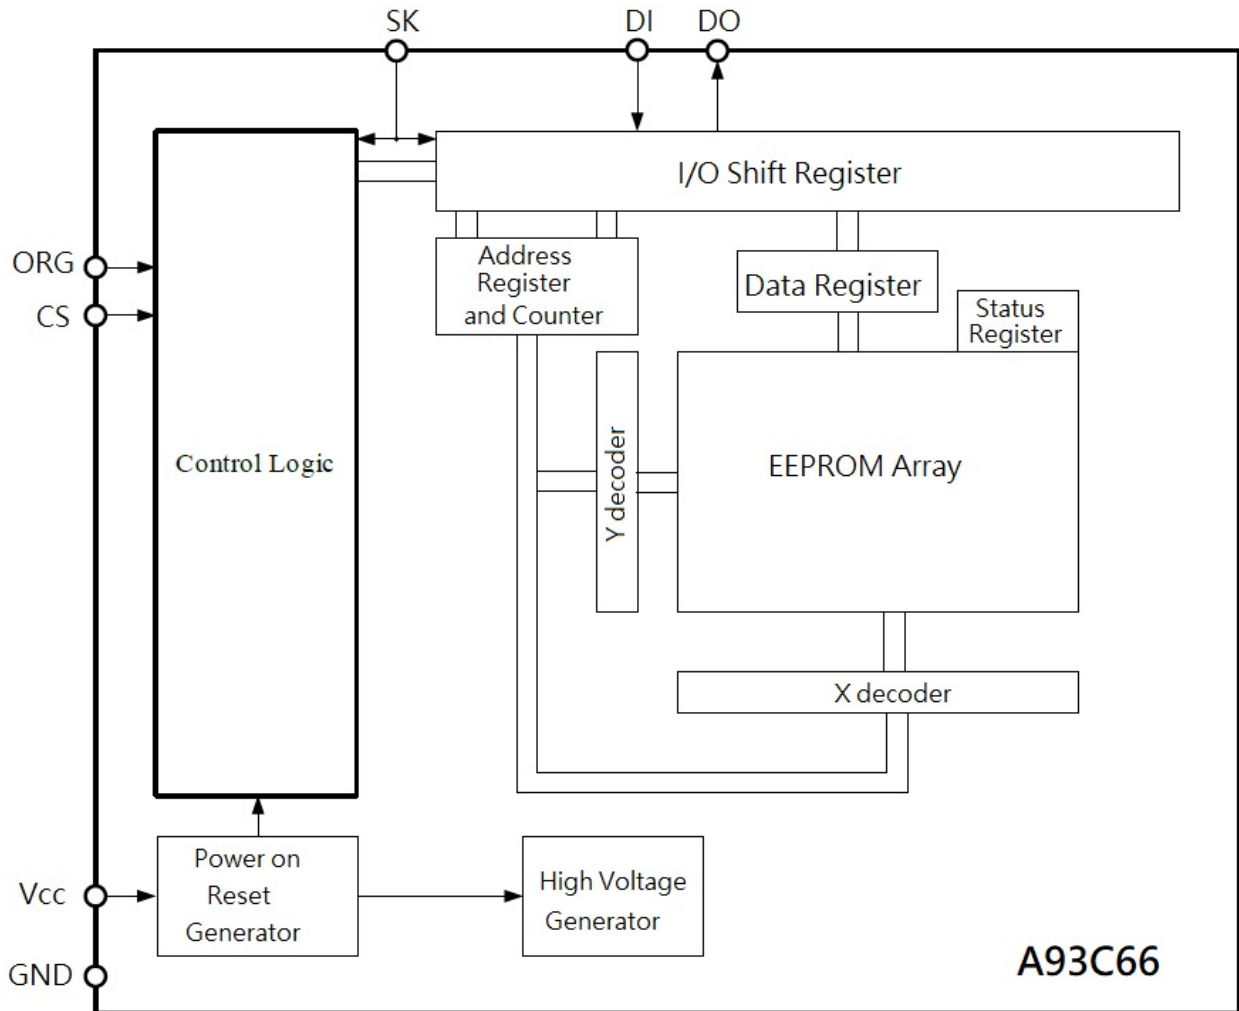 SK
DI
DO
I/O Shift Register
ORG
CS
Address
Register
and Counter
Data Register
Status
Register
Control Logic
Y decoder
EEPROM Array
X decoder
Vcc
GND
Power on
Reset
Generator
High Voltage
Generator
A93C66